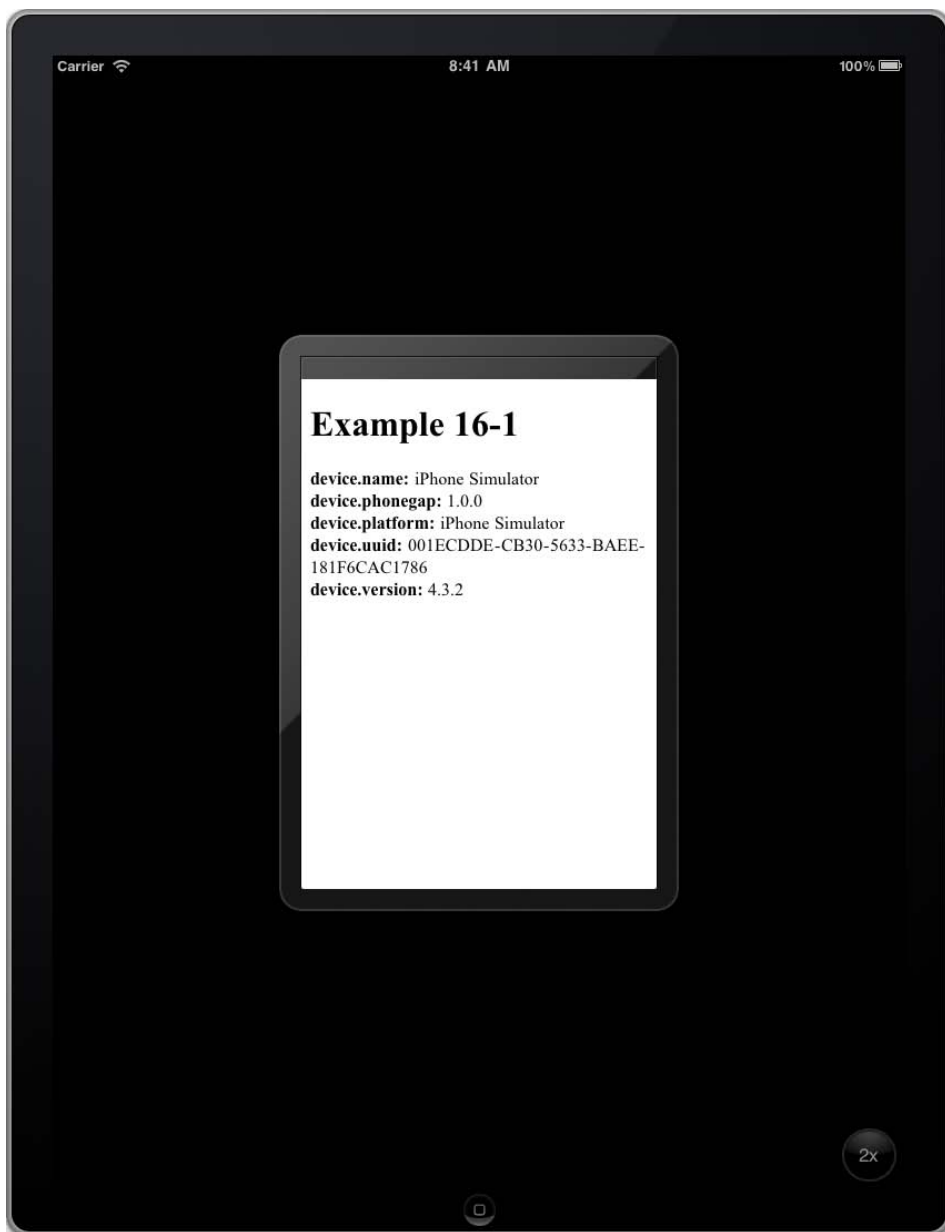 Carrier 8:41 AM 100%
Example 16-1
device.name: iPhone Simulator
device.phonegap: 1.0.0
device.platform: iPhone Simulator
device.uuid: 001ECDDE-CB30-5633-BAEE-
181F6CAC1786
device.version: 4.3.2
2x